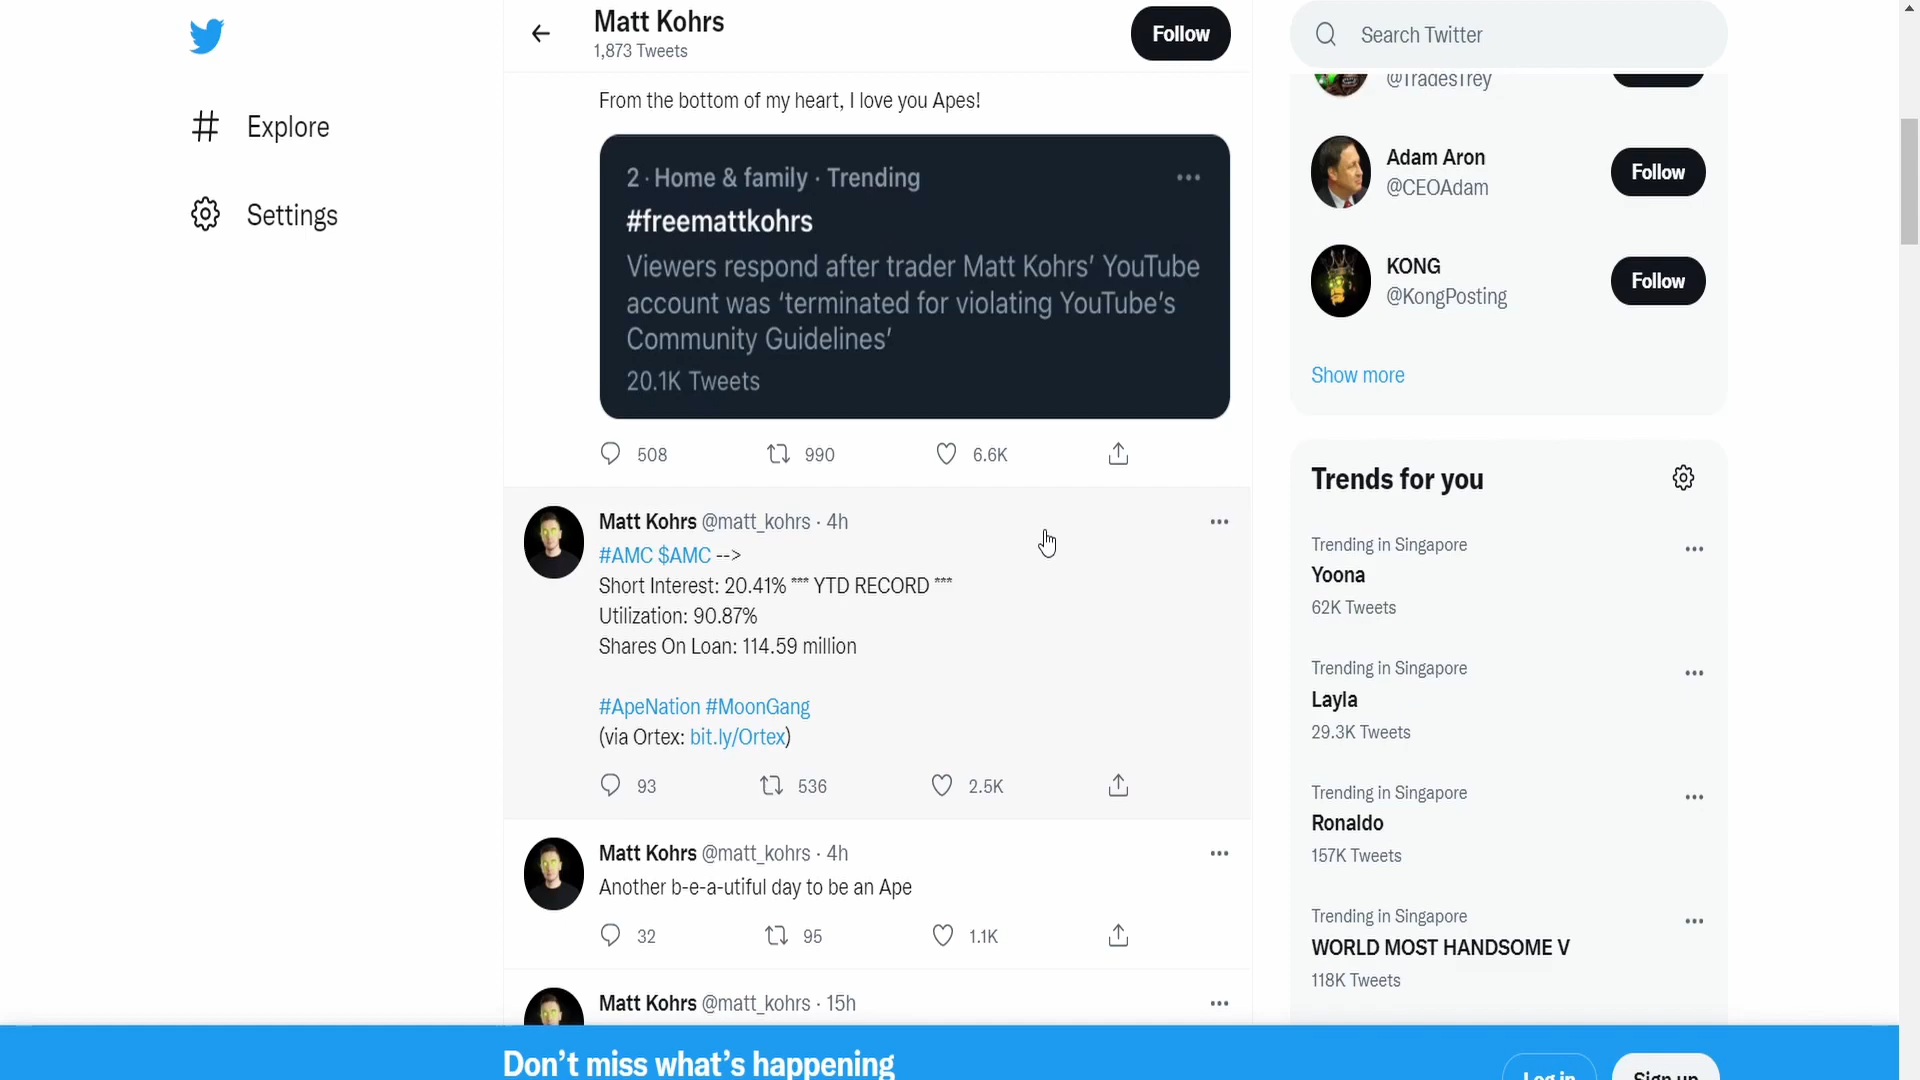 Matt Kohrs
1,873 Tweets
Follow
Search Twitter
Explore
Settings
From the bottom of my heart, I love you Apes!
2 · Home & family · Trending
#freemattkohrs
Viewers respond after trader Matt Kohrs' YouTube
account was 'terminated for violating YouTube's
Community Guidelines'
20.1K Tweets
508 990 6.6K
Matt Kohrs @matt_kohrs · 4h
#AMC $AMC -->
Short Interest: 20.41% *** YTD RECORD ***
Utilization: 90.87%
Shares On Loan: 114.59 million
#ApeNation #MoonGang
(via Ortex: bit.ly/Ortex)
93 536 2.5K
Matt Kohrs @matt_kohrs · 4h
Another b-e-a-utiful day to be an Ape
32 95 1.1K
Matt Kohrs @matt_kohrs · 15h
@TradesTrey
Adam Aron
@CEOAdam
Follow
KONG
@KongPosting
Follow
Show more
Trends for you
Trending in Singapore
Yoona
62K Tweets
Trending in Singapore
Layla
29.3K Tweets
Trending in Singapore
Ronaldo
157K Tweets
Trending in Singapore
WORLD MOST HANDSOME V
118K Tweets
Don't miss what's happening
Log in
Sign up